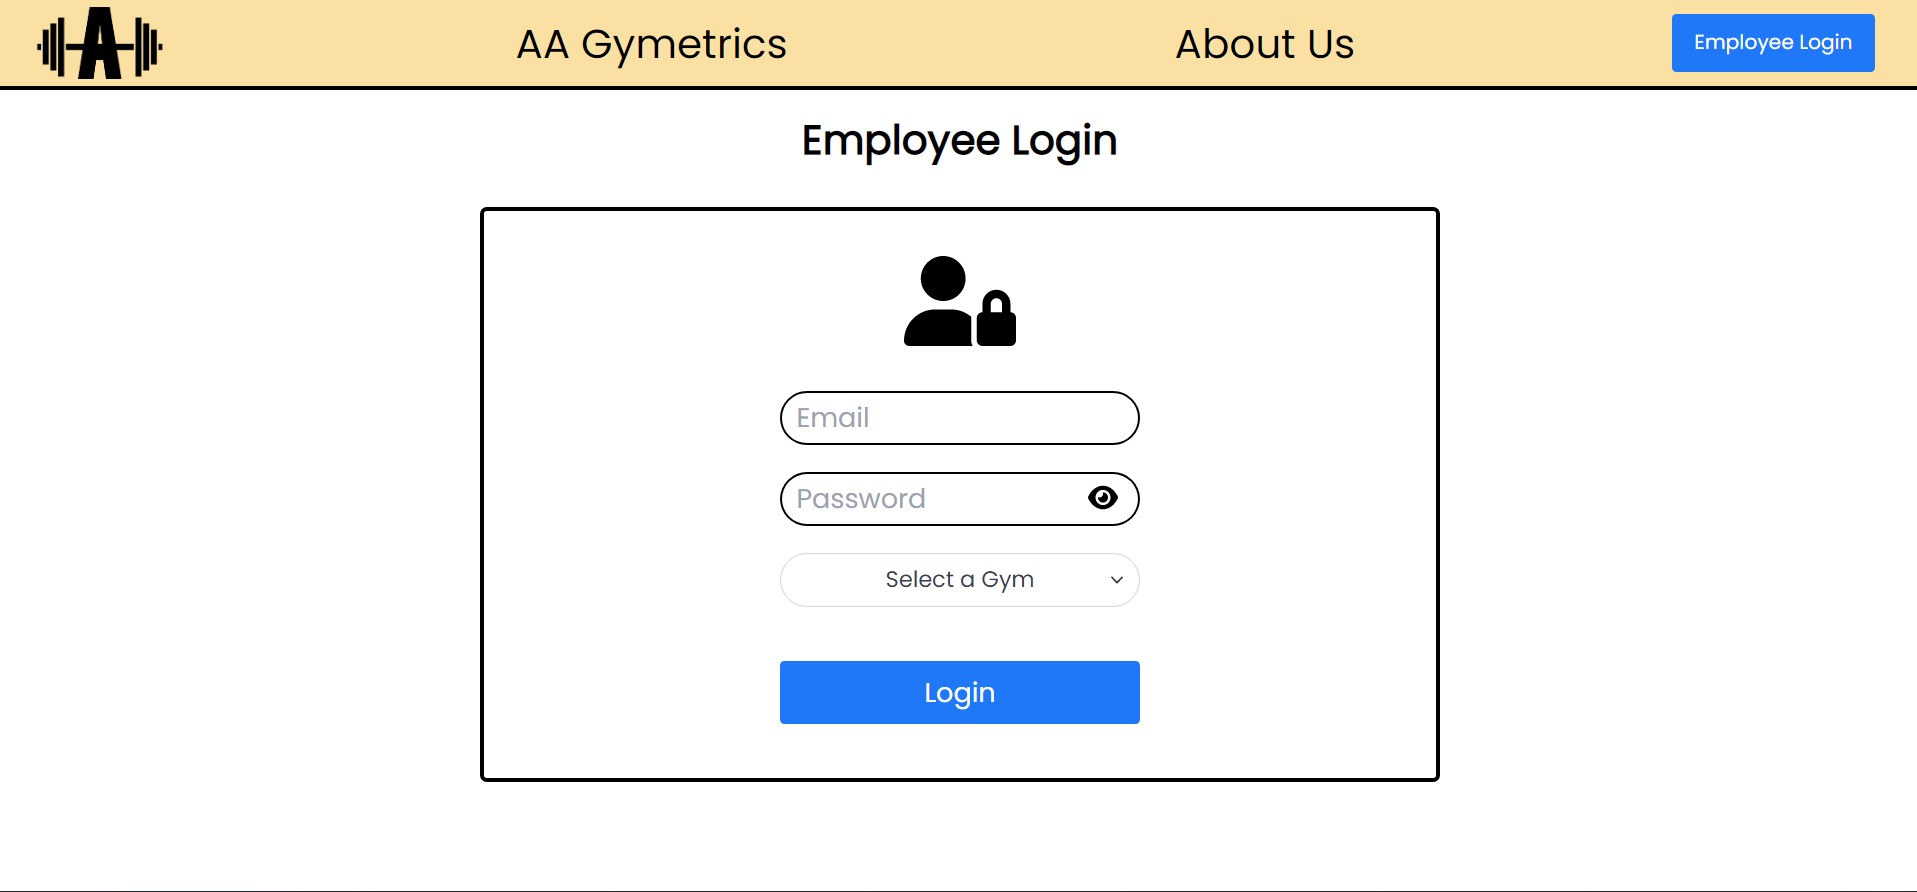 A
AA Gymetrics
About Us
Employee Login
Employee Login
Email
Password
Select a Gym
Login